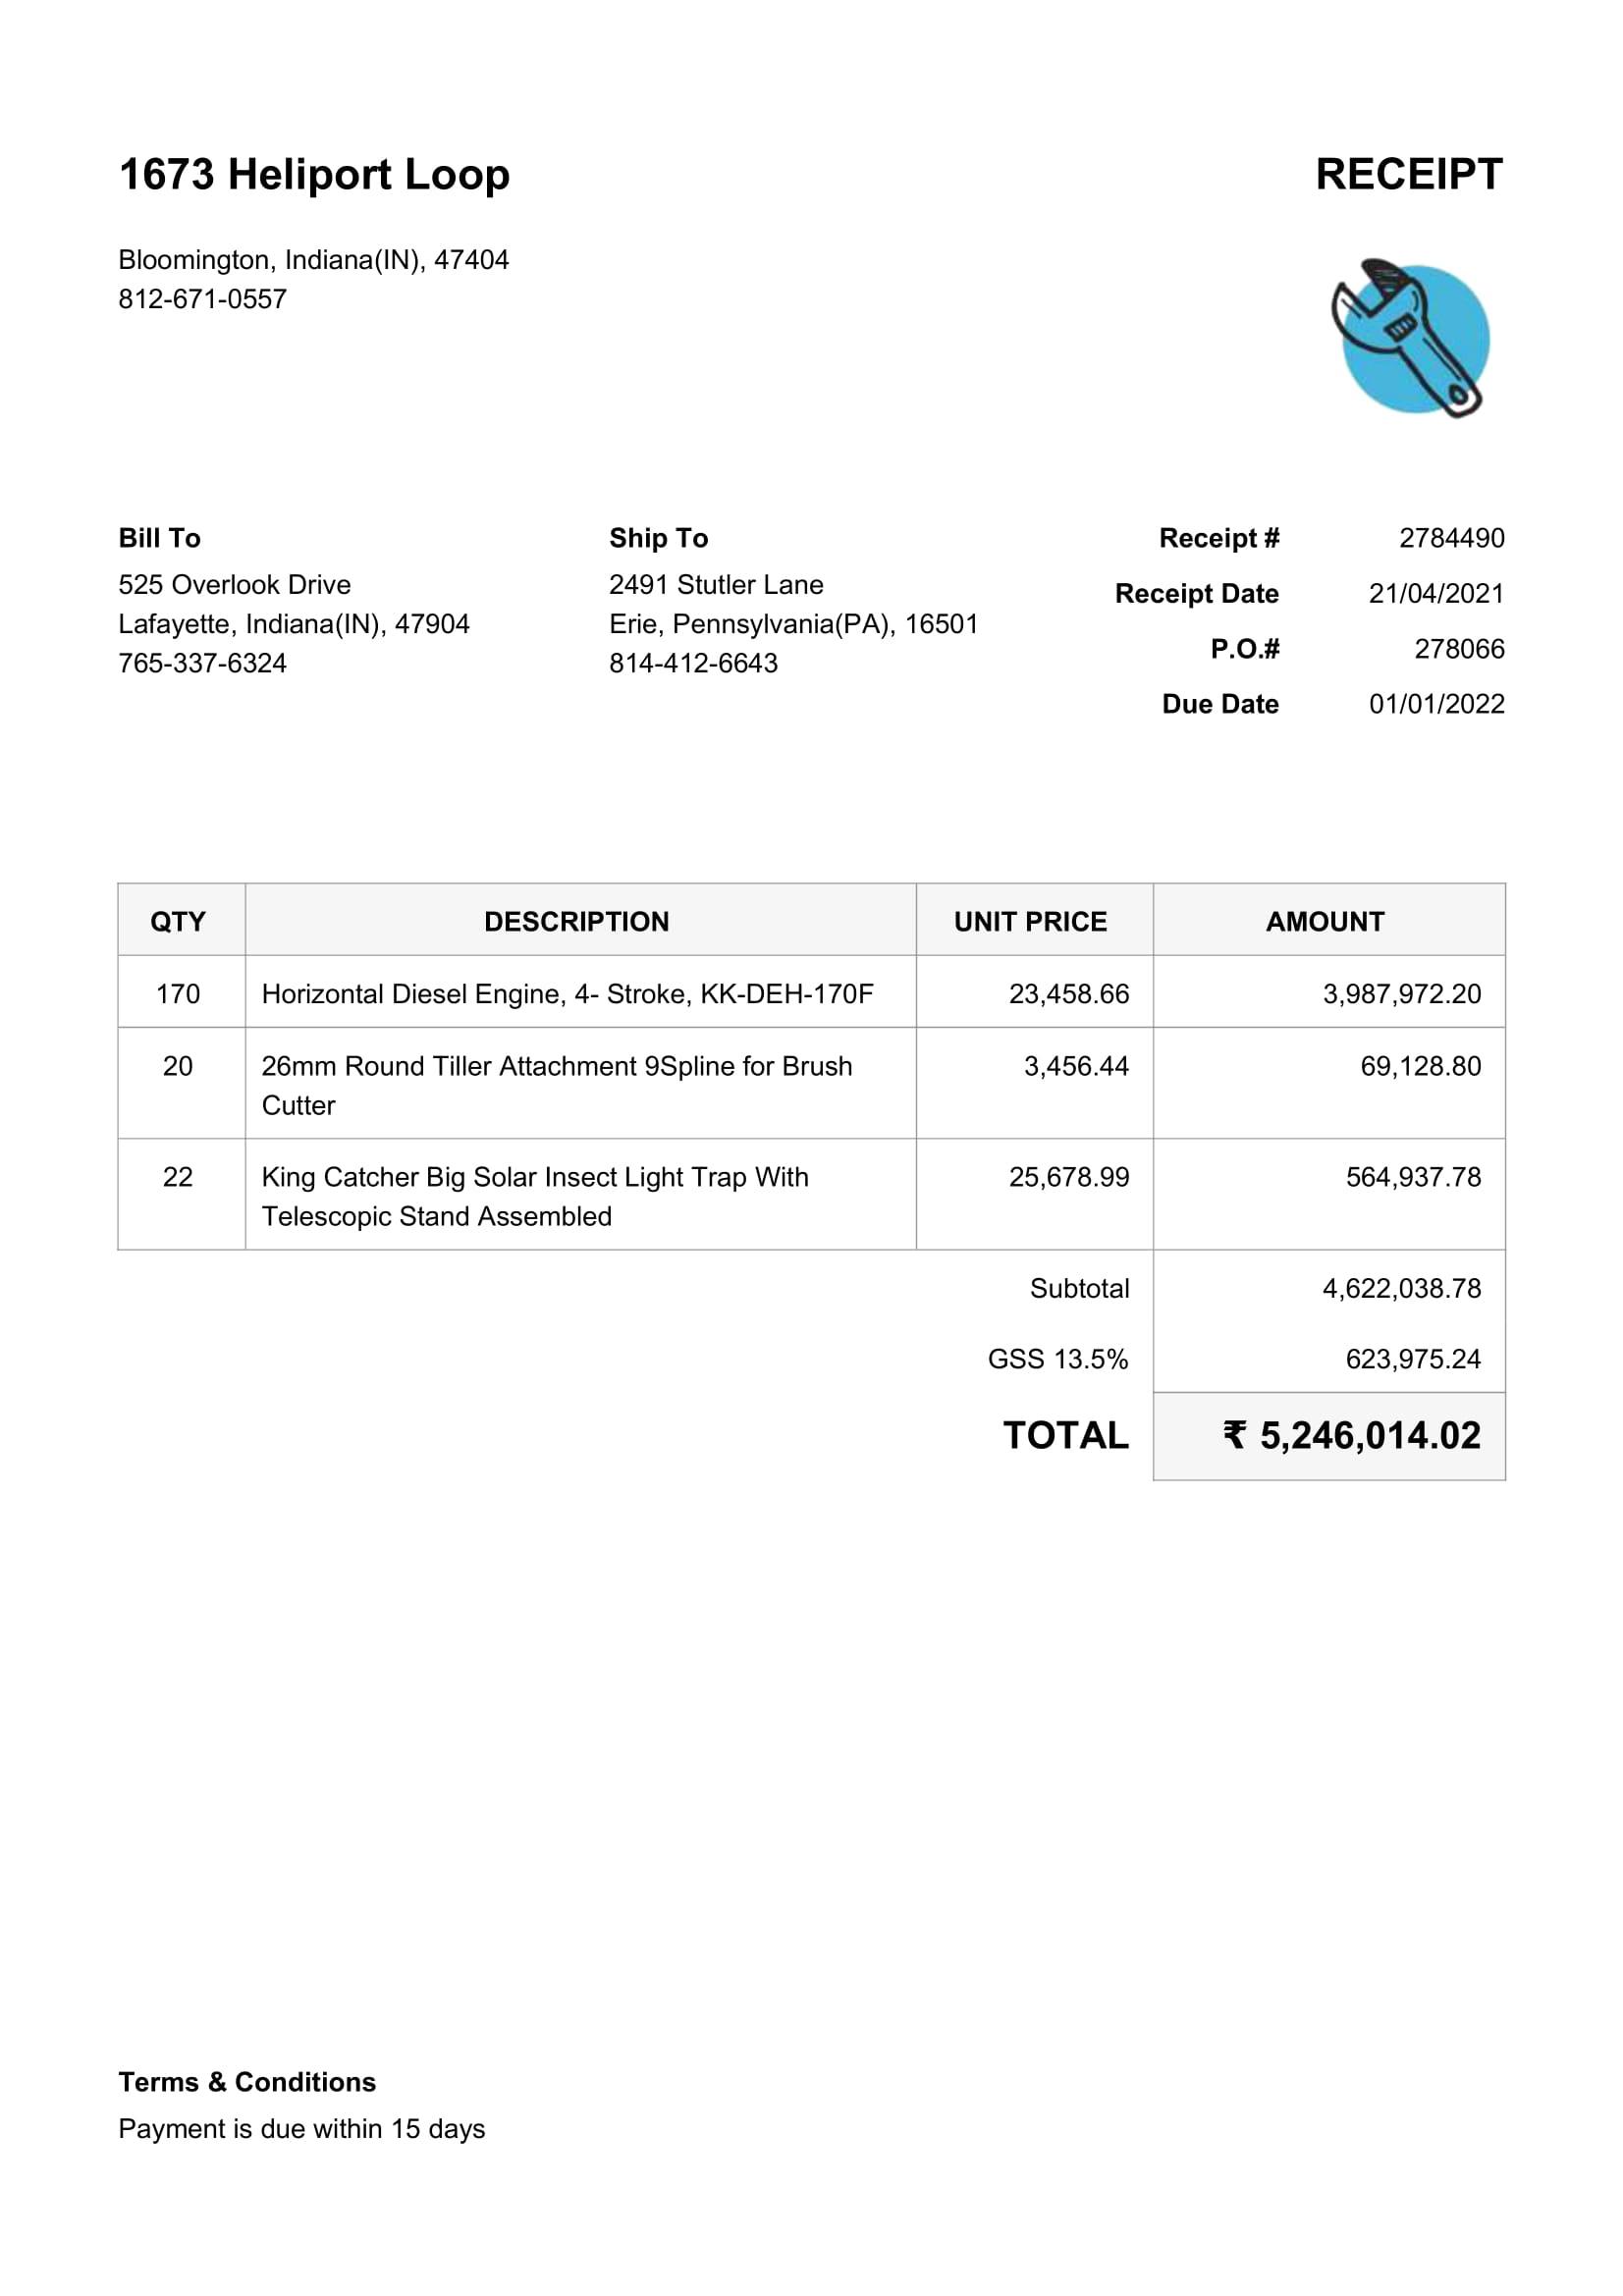 1673 Heliport Loop
RECEIPT
Bloomington, Indiana(IN), 47404
812-671-0557
Bill To
525 Overlook Drive
Lafayette, Indiana(IN), 47904
765-337-6324
Ship To
2491 Stutler Lane
Erie, Pennsylvania(PA), 16501
814-412-6643
Receipt # 2784490
Receipt Date 21/04/2021
P.O.# 278066
Due Date 01/01/2022
QTY DESCRIPTION UNIT PRICE AMOUNT
170 Horizontal Diesel Engine, 4- Stroke, KK-DEH-170F 23,458.66 3,987,972.20
20 26mm Round Tiller Attachment 9Spline for Brush 3,456.44 69,128.80
Cutter
22 King Catcher Big Solar Insect Light Trap With 25,678.99 564,937.78
Telescopic Stand Assembled
Subtotal 4,622,038.78
GSS 13.5% 623,975.24
TOTAL ₹ 5,246,014.02
Terms & Conditions
Payment is due within 15 days